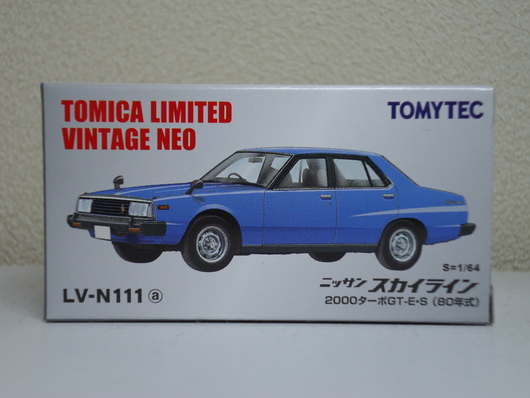 TOMICA LIMITED
VINTAGE NEO
TOMYTEC
S=1/64
LV-N111 ⓐ
ニッサン スカイライン
2000ターボGT-E・S (80年式)